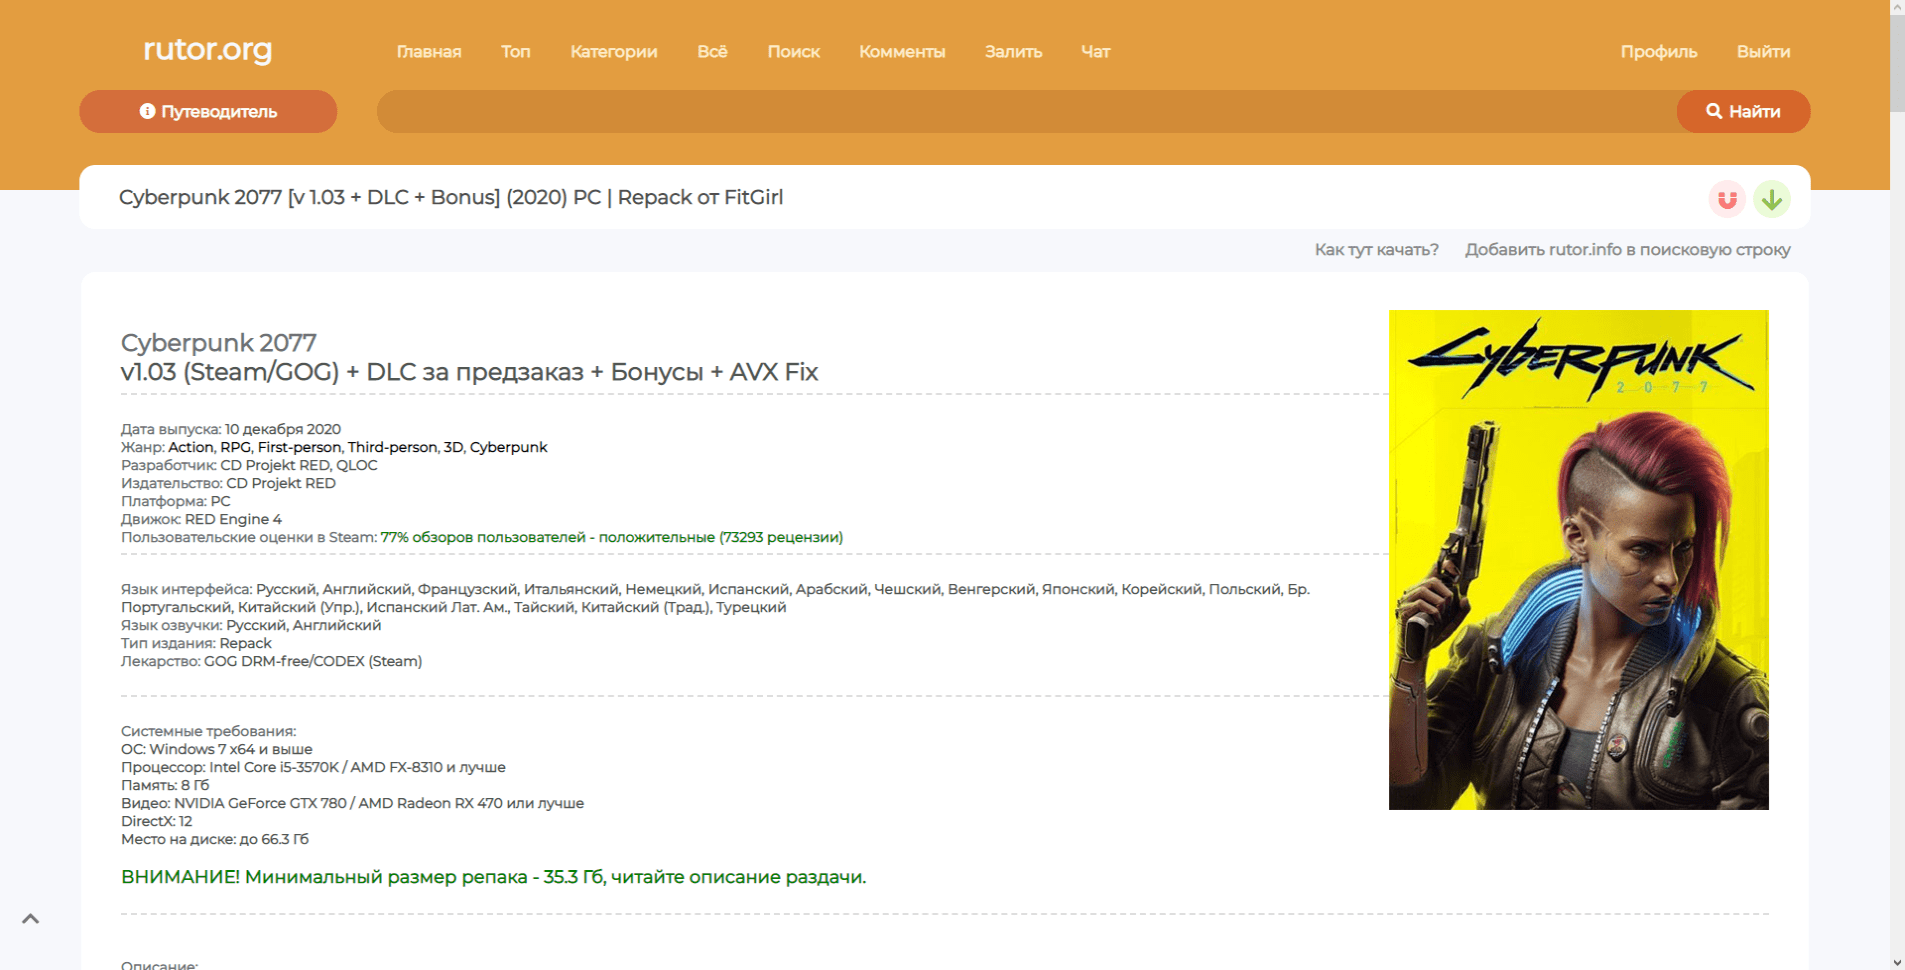 rutor.org
Главная Топ Категории Всё Поиск Комменты Залить Чат
Профиль Выйти
Путеводитель
Найти
Cyberpunk 2077 [v 1.03 + DLC + Bonus] (2020) PC | Repack от FitGirl
Как тут качать? Добавить rutor.info в поисковую строку
Cyberpunk 2077
v1.03 (Steam/GOG) + DLC за предзаказ + Бонусы + AVX Fix
CYBERPUNK
2077
Дата выпуска: 10 декабря 2020
Жанр: Action, RPG, First-person, Third-person, 3D, Cyberpunk
Разработчик: CD Projekt RED, QLOC
Издательство: CD Projekt RED
Платформа: PC
Движок: RED Engine 4
Пользовательские оценки в Steam: 77% обзоров пользователей - положительные (73293 рецензии)
Язык интерфейса: Русский, Английский, Французский, Итальянский, Немецкий, Испанский, Арабский, Чешский, Венгерский, Японский, Корейский, Польский, Бр.
Португальский, Китайский (Упр.), Испанский Лат. Ам., Тайский, Китайский (Трад.), Турецкий
Язык озвучки: Русский, Английский
Тип издания: Repack
Лекарство: GOG DRM-free/CODEX (Steam)
Системные требования:
ОС: Windows 7 x64 и выше
Процессор: Intel Core i5-3570K / AMD FX-8310 и лучше
Память: 8 Гб
Видео: NVIDIA GeForce GTX 780 / AMD Radeon RX 470 или лучше
DirectX: 12
Место на диске: до 66.3 Гб
ВНИМАНИЕ! Минимальный размер репака - 35.3 Гб, читайте описание раздачи.
Описание: